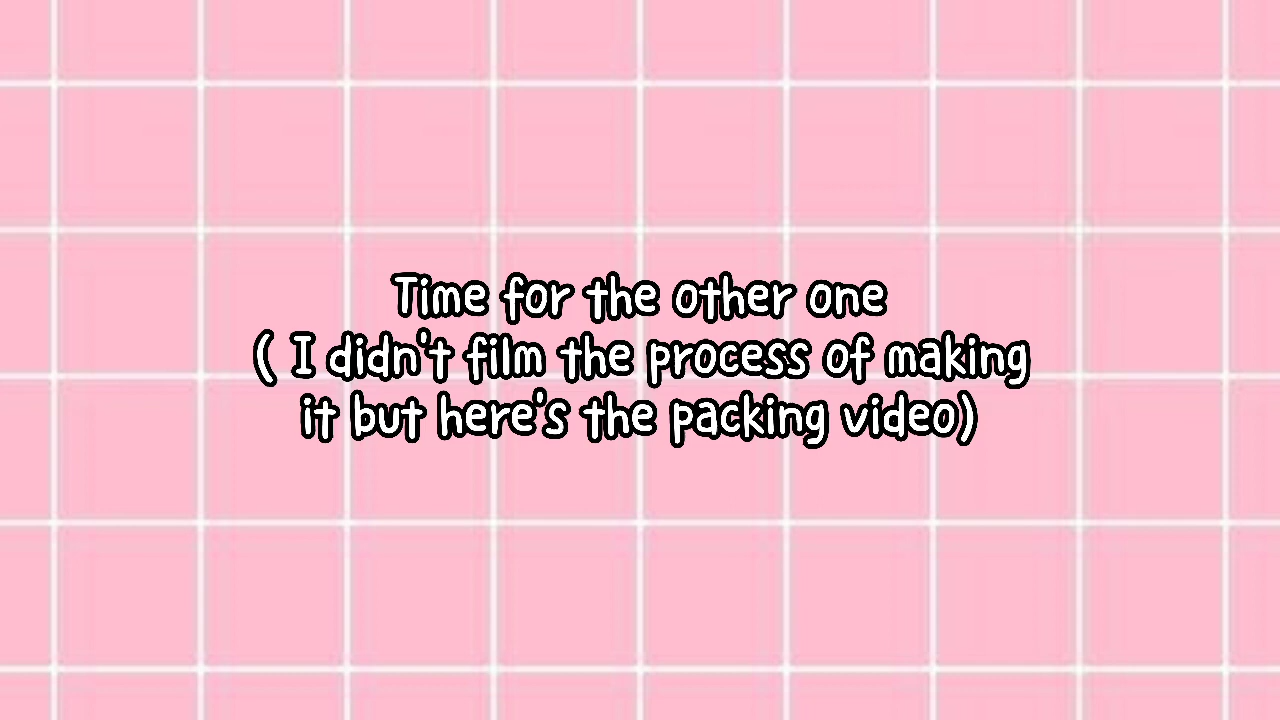 Time for the other one
( I didn't film the process of making
it but here's the packing video)